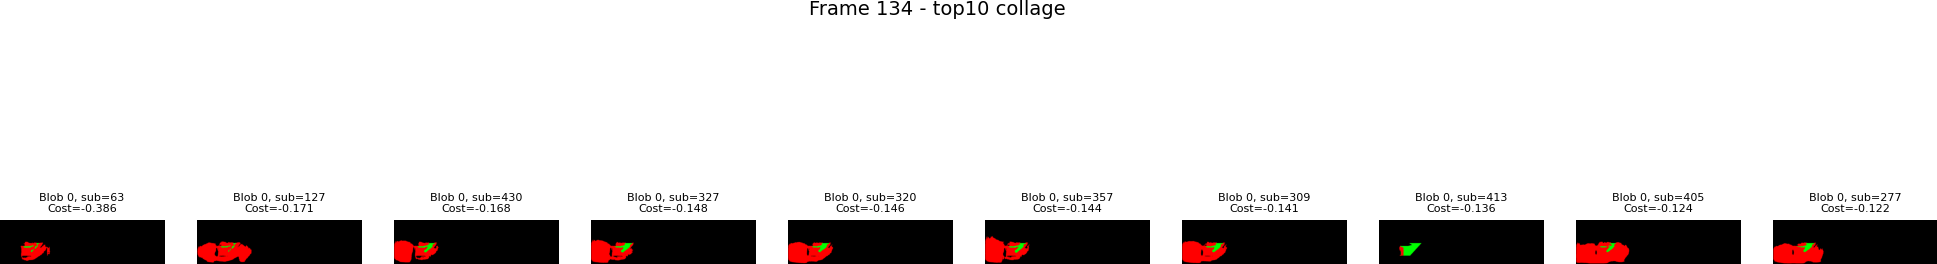 Frame 134 - top10 collage
Blob 0, sub=63
Cost=-0.386
Blob 0, sub=127
Cost=-0.171
Blob 0, sub=430
Cost=-0.168
Blob 0, sub=327
Cost=-0.148
Blob 0, sub=320
Cost=-0.146
Blob 0, sub=357
Cost=-0.144
Blob 0, sub=309
Cost=-0.141
Blob 0, sub=413
Cost=-0.136
Blob 0, sub=405
Cost=-0.124
Blob 0, sub=277
Cost=-0.122